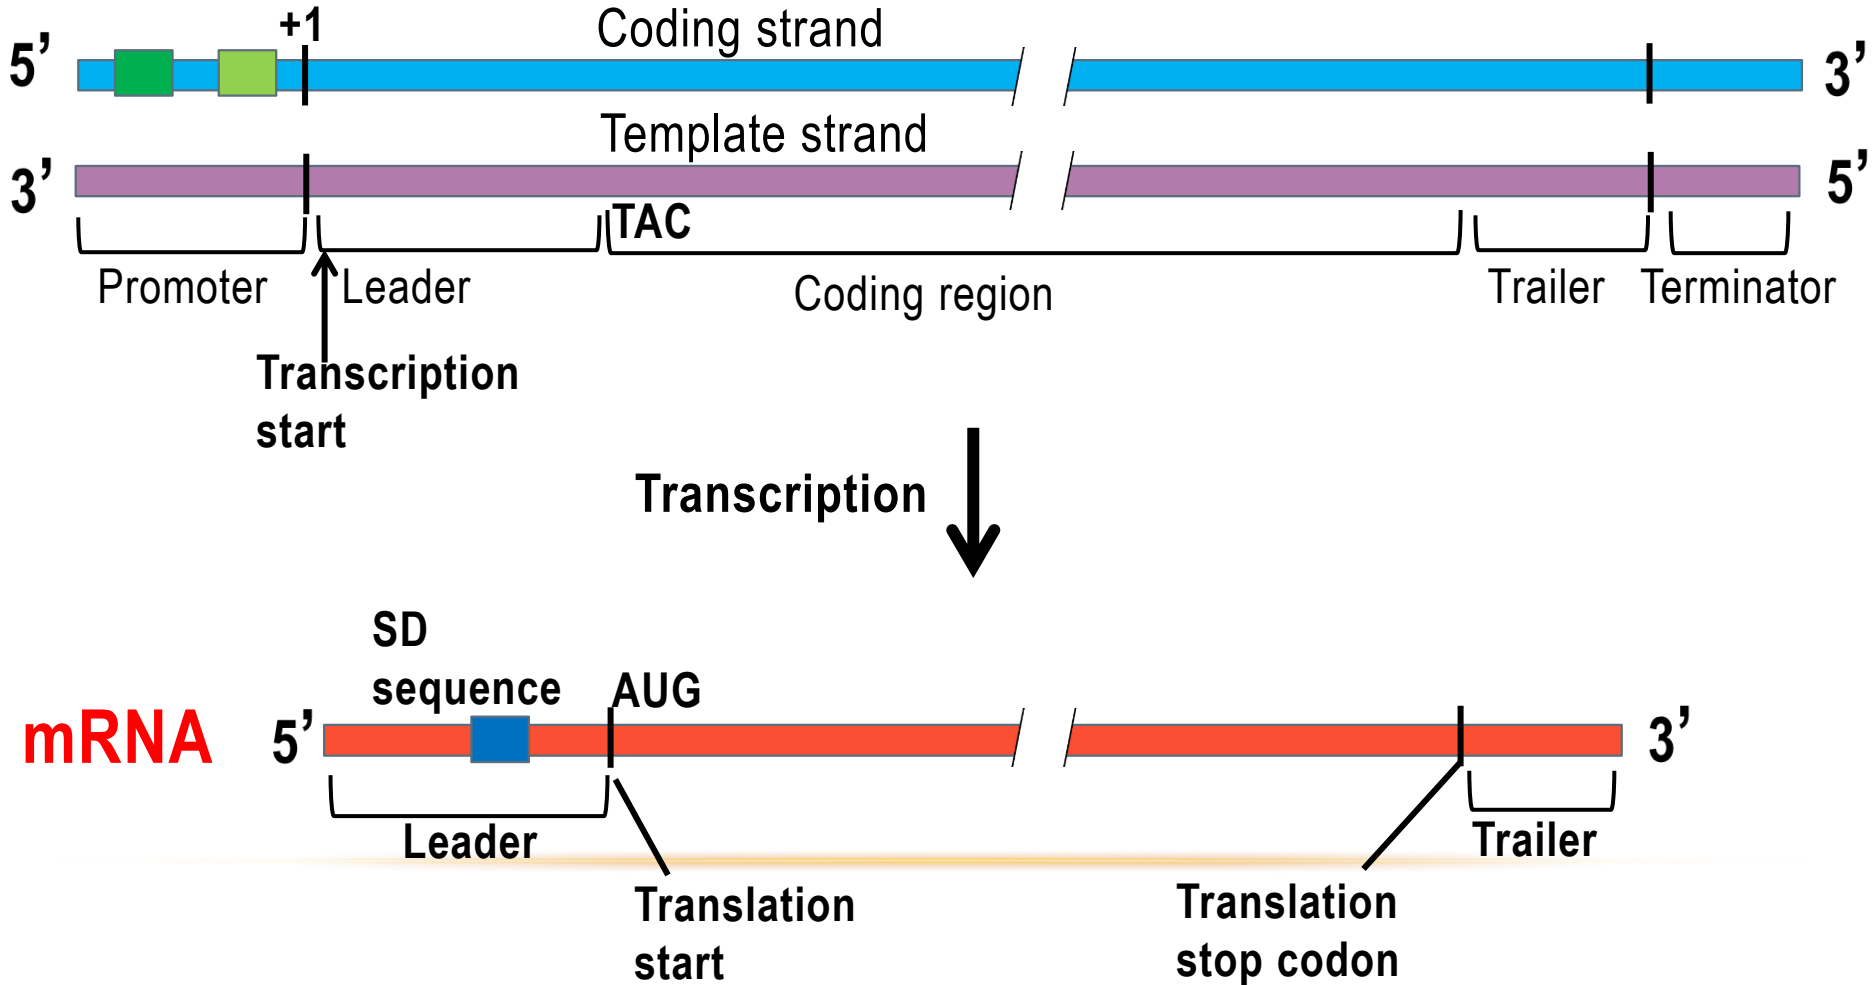 +1
Coding strand
5’
3’
Template strand
3’
5’
TAC
Promoter
Leader
Coding region
Trailer
Terminator
Transcription
start
Transcription
SD
sequence
AUG
mRNA
5’
3’
Leader
Trailer
Translation
start
Translation
stop codon